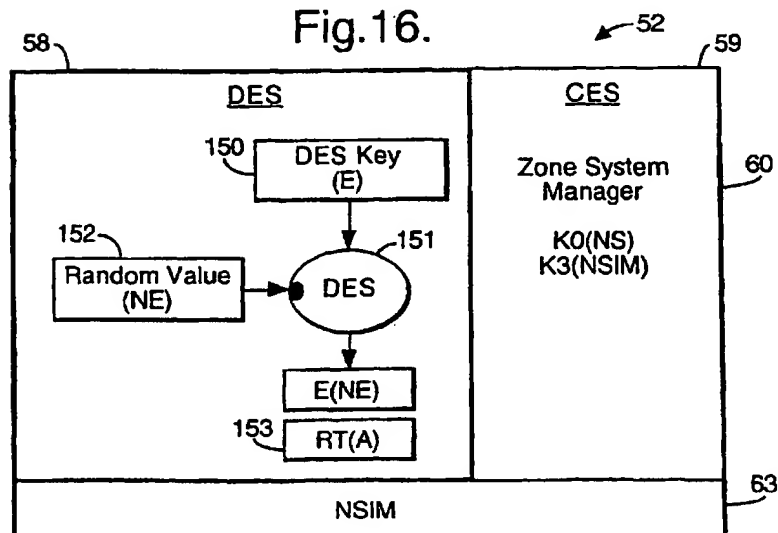 Fig.16.
58
52
59
DES
CES
150
DES Key
(E)
Zone System
Manager
60
152
151
K0(NS)
K3(NSIM)
Random Value
(NE)
DES
E(NE)
153
RT(A)
63
NSIM